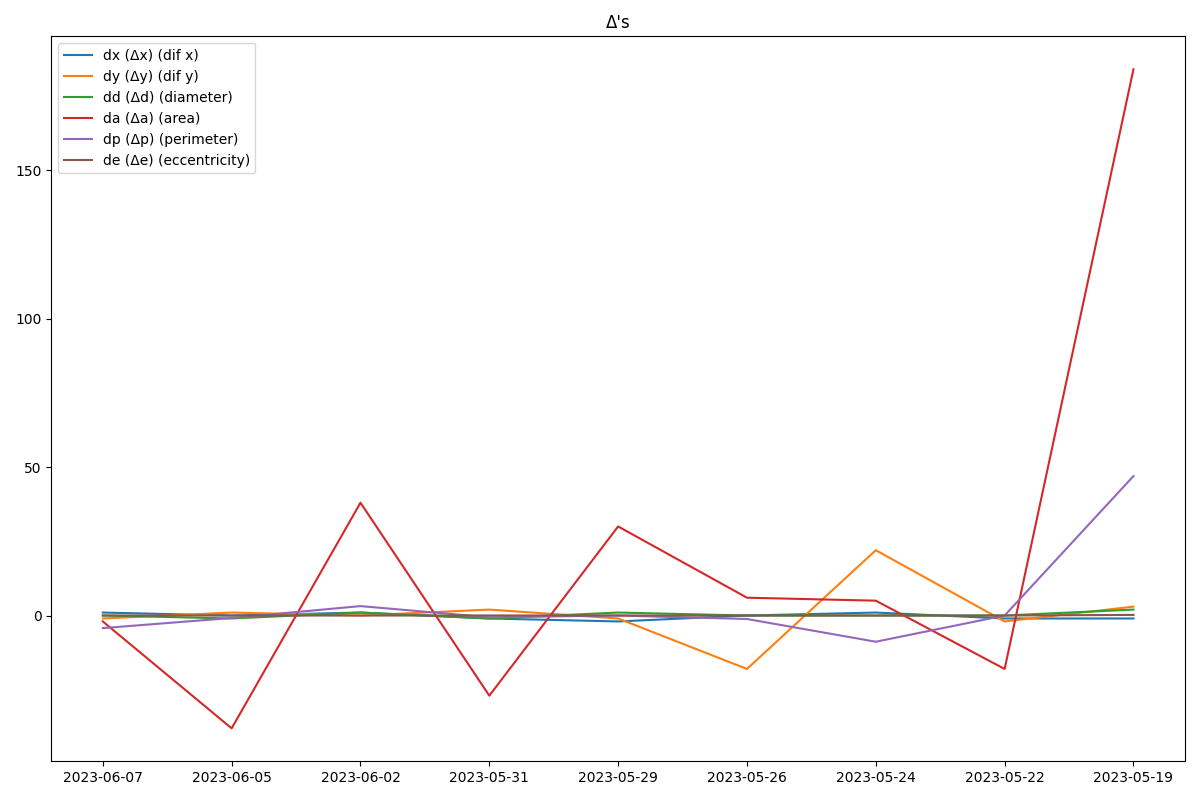 Δ's
dx (Δx) (dif x)
dy (Δy) (dif y)
dd (Δd) (diameter)
da (Δa) (area)
dp (Δp) (perimeter)
de (Δe) (eccentricity)
150
100
50
0
2023-06-07 2023-06-05 2023-06-02 2023-05-31 2023-05-29 2023-05-26 2023-05-24 2023-05-22 2023-05-19